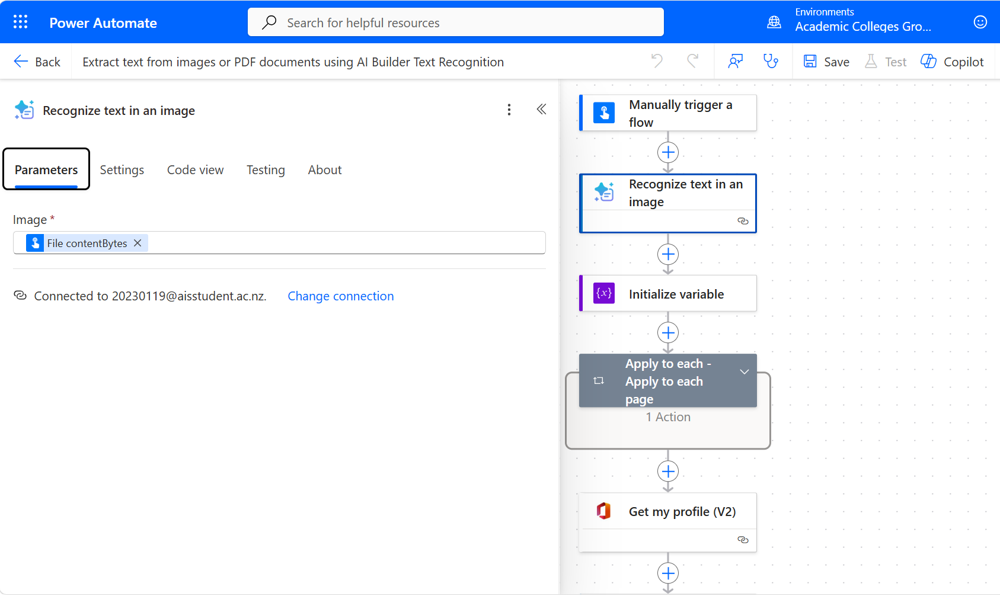 Power Automate
Search for helpful resources
Environments
Academic Colleges Gro...
Back
Extract text from images or PDF documents using AI Builder Text Recognition
Save
Test
Copilot
Recognize text in an image
Parameters
Settings
Code view
Testing
About
Image *
File contentBytes
Connected to 20230119@aisstudent.ac.nz.
Change connection
Manually trigger a
flow
Recognize text in an
image
{x}
Initialize variable
Apply to each -
Apply to each
page
1 Action
Get my profile (V2)